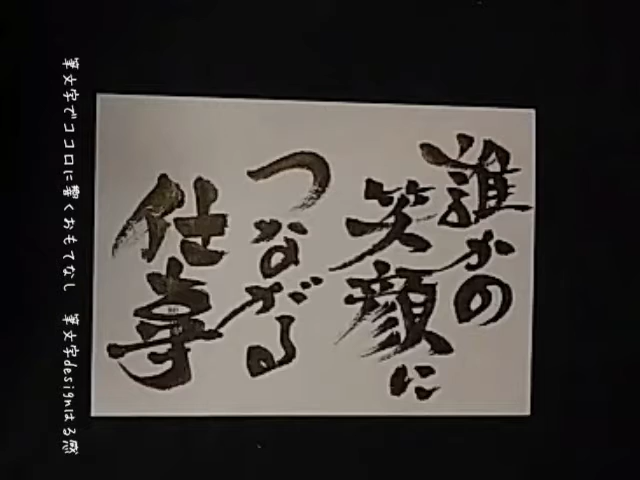 誰かの
笑顔に
つながる
仕事
筆文字でココロに響くおもてなし 筆文字designはる感